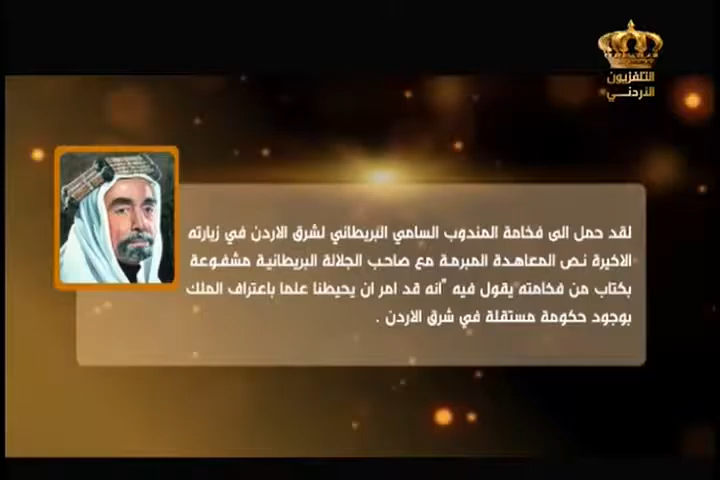 التلفزيون
الأردنـــي
لقد حمل الى فخامة المندوب السامي البريطاني لشرق الاردن في زيارته
الاخيرة نص المعاهدة المبرمة مع صاحب الجلالة البريطانية مشفوعة
بكتاب من فخامته يقول فيه "انه قد امر ان يحيطنا علما باعتراف الملك
بوجود حكومة مستقلة في شرق الاردن .